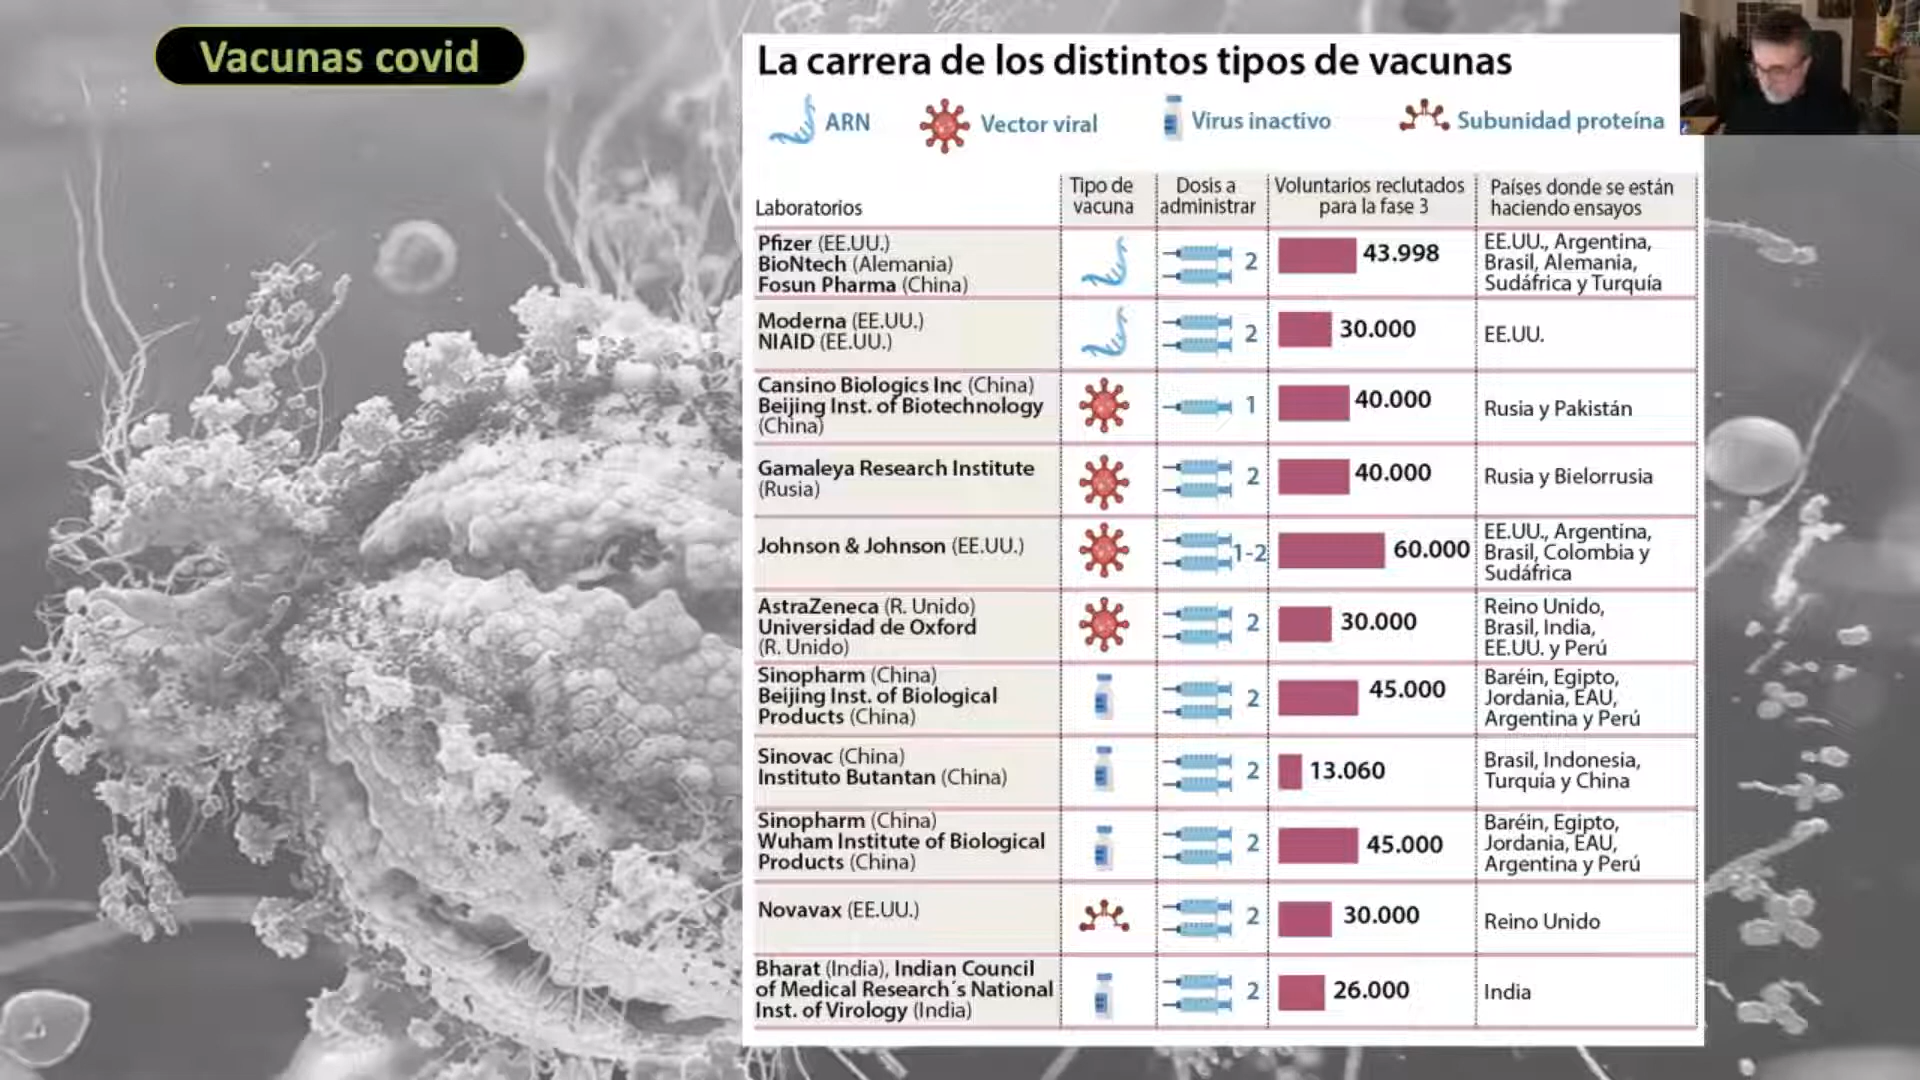 Vacunas covid
La carrera de los distintos tipos de vacunas
ARN
Vector viral
Virus inactivo
Subunidad proteína
Laboratorios
Tipo de
vacuna
Dosis a
administrar
Voluntarios reclutados
para la fase 3
Países donde se están
haciendo ensayos
Pfizer (EE.UU.)
BioNtech (Alemania)
Fosun Pharma (China)
2
43.998
EE.UU., Argentina,
Brasil, Alemania,
Sudáfrica y Turquía
Moderna (EE.UU.)
NIAID (EE.UU.)
2
30.000
EE.UU.
Cansino Biologics Inc (China)
Beijing Inst. of Biotechnology
(China)
1
40.000
Rusia y Pakistán
Gamaleya Research Institute
(Rusia)
2
40.000
Rusia y Bielorrusia
Johnson & Johnson (EE.UU.)
1-2
60.000
EE.UU., Argentina,
Brasil, Colombia y
Sudáfrica
AstraZeneca (R. Unido)
Universidad de Oxford
(R. Unido)
2
30.000
Reino Unido,
Brasil, India,
EE.UU. y Perú
Sinopharm (China)
Beijing Inst. of Biological
Products (China)
2
45.000
Baréin, Egipto,
Jordania, EAU,
Argentina y Perú
Sinovac (China)
Instituto Butantan (China)
2
13.060
Brasil, Indonesia,
Turquía y China
Sinopharm (China)
Wuham Institute of Biological
Products (China)
2
45.000
Baréin, Egipto,
Jordania, EAU,
Argentina y Perú
Novavax (EE.UU.)
2
30.000
Reino Unido
Bharat (India), Indian Council
of Medical Research´s National
Inst. of Virology (India)
2
26.000
India